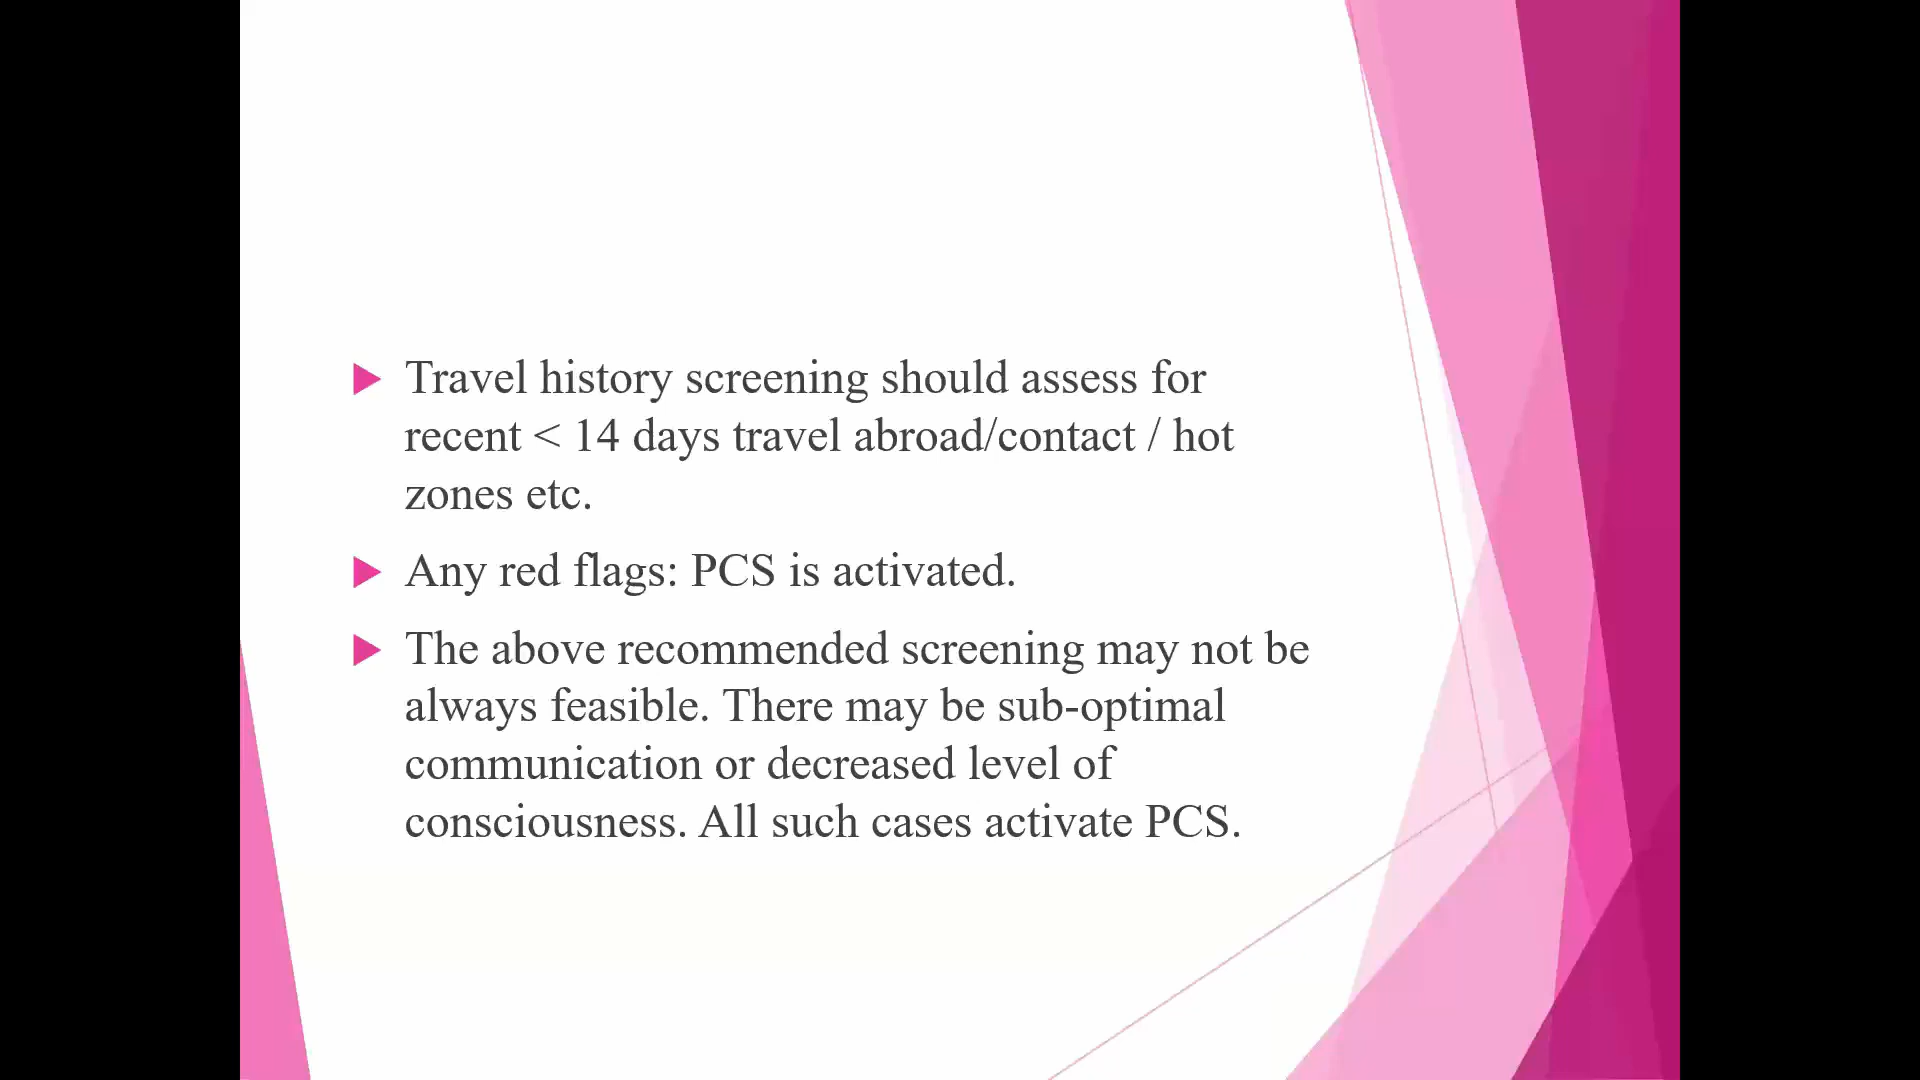 Travel history screening should assess for
recent < 14 days travel abroad/contact / hot
zones etc.
Any red flags: PCS is activated.
The above recommended screening may not be
always feasible. There may be sub-optimal
communication or decreased level of
consciousness. All such cases activate PCS.